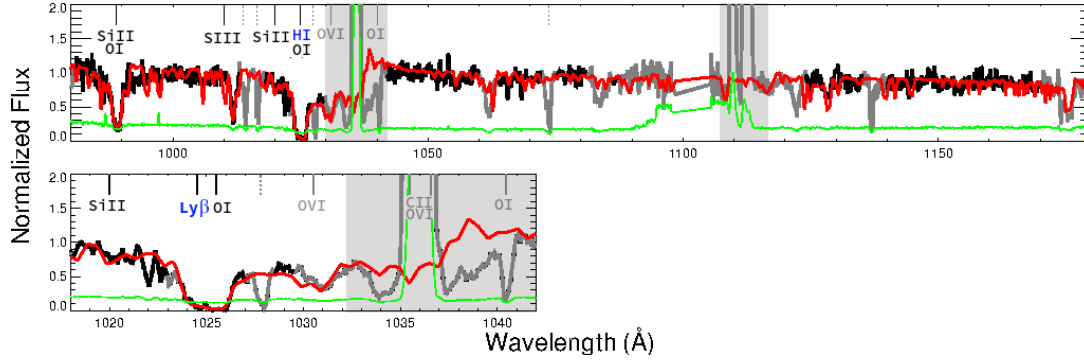 2.0
1.5
1.0
0.5
0.0
SiII
OI
SIII
SiII
HI
OI
OVI
OI
1000
1050
1100
1150
Normalized Flux
2.0
1.5
1.0
0.5
0.0
SiII
Lyβ
OI
OVI
CII
OVI
OI
1020
1025
1030
1035
1040
Wavelength (Å)